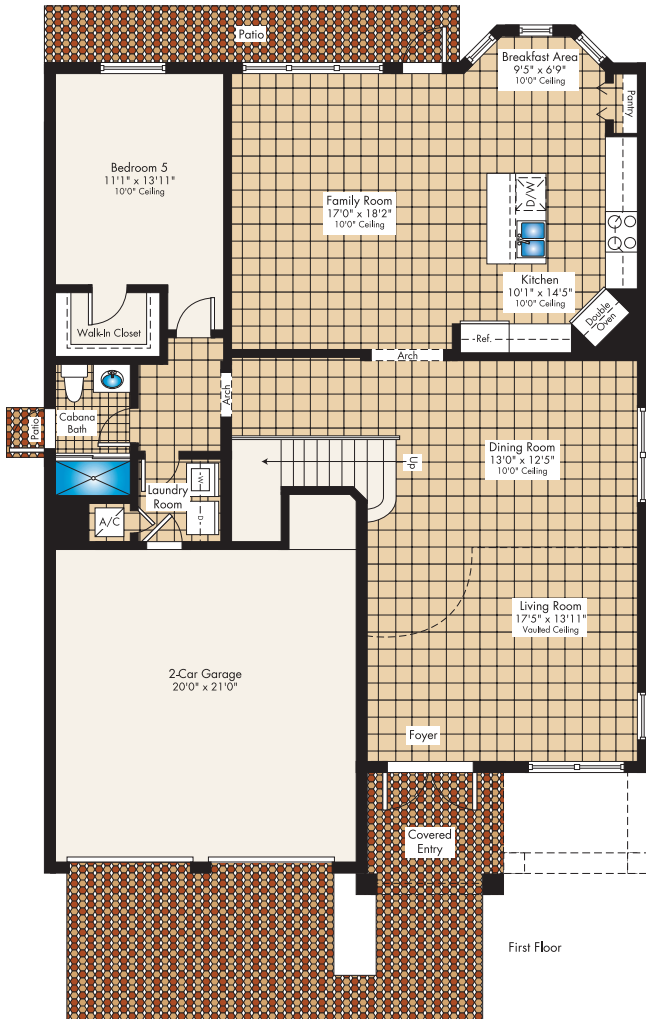 Patio
Breakfast Area
9'5" x 6'9"
10'0" Ceiling
Pantry
Bedroom 5
11'1" x 13'11"
10'0" Ceiling
Family Room
17'0" x 18'2"
10'0" Ceiling
D/W
Kitchen
10'1" x 14'5"
10'0" Ceiling
Double
Oven
Walk-In Closet
Ref.
Arch
Arch
Patio
Cabana
Bath
Up
Dining Room
13'0" x 12'5"
10'0" Ceiling
W
Laundry
Room
A/C
D
Living Room
17'5" x 13'11"
Vaulted Ceiling
2-Car Garage
20'0" x 21'0"
Foyer
Covered
Entry
First Floor